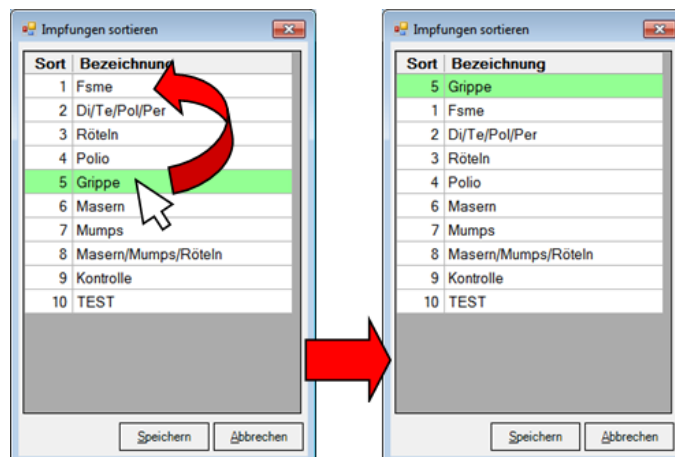 Impfungen sortieren
Sort Bezeichnung
1 Fsme
2 Di/Te/Pol/Per
3 Röteln
4 Polio
5 Grippe
6 Masern
7 Mumps
8 Masern/Mumps/Röteln
9 Kontrolle
10 TEST
Speichern Abbrechen
Impfungen sortieren
Sort Bezeichnung
5 Grippe
1 Fsme
2 Di/Te/Pol/Per
3 Röteln
4 Polio
6 Masern
7 Mumps
8 Masern/Mumps/Röteln
9 Kontrolle
10 TEST
Speichern Abbrechen